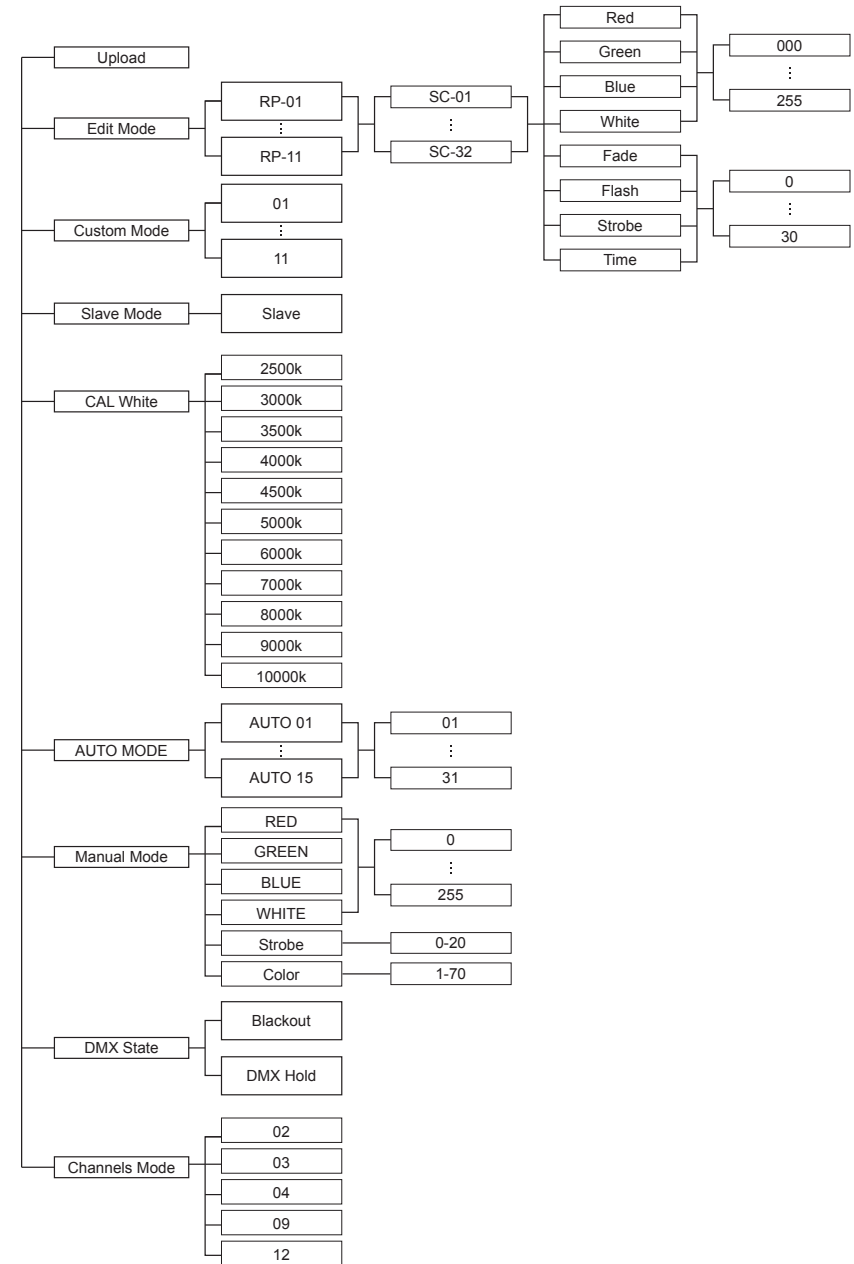 Upload
Edit Mode
RP-01
⋮
RP-11
SC-01
⋮
SC-32
Red
Green
Blue
White
Fade
Flash
Strobe
Time
000
⋮
255
0
⋮
30
Custom Mode
01
⋮
11
Slave Mode
Slave
CAL White
2500k
3000k
3500k
4000k
4500k
5000k
6000k
7000k
8000k
9000k
10000k
AUTO MODE
AUTO 01
⋮
AUTO 15
01
⋮
31
Manual Mode
RED
GREEN
BLUE
WHITE
Strobe
Color
0
⋮
255
0-20
1-70
DMX State
Blackout
DMX Hold
Channels Mode
02
03
04
09
12